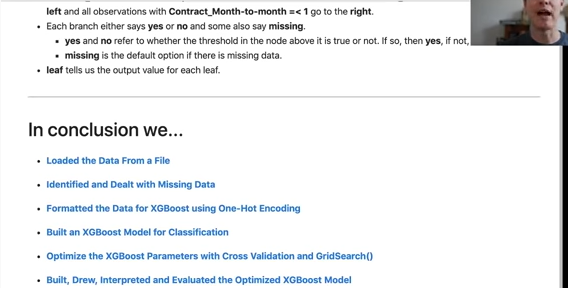 left and all observations with Contract_Month-to-month =< 1 go to the right.
Each branch either says yes or no and some also say missing.
yes and no refer to whether the threshold in the node above it is true or not. If so, then yes, if not,
missing is the default option if there is missing data.
leaf tells us the output value for each leaf.
In conclusion we...
Loaded the Data From a File
Identified and Dealt with Missing Data
Formatted the Data for XGBoost using One-Hot Encoding
Built an XGBoost Model for Classification
Optimize the XGBoost Parameters with Cross Validation and GridSearch()
Built, Drew, Interpreted and Evaluated the Optimized XGBoost Model